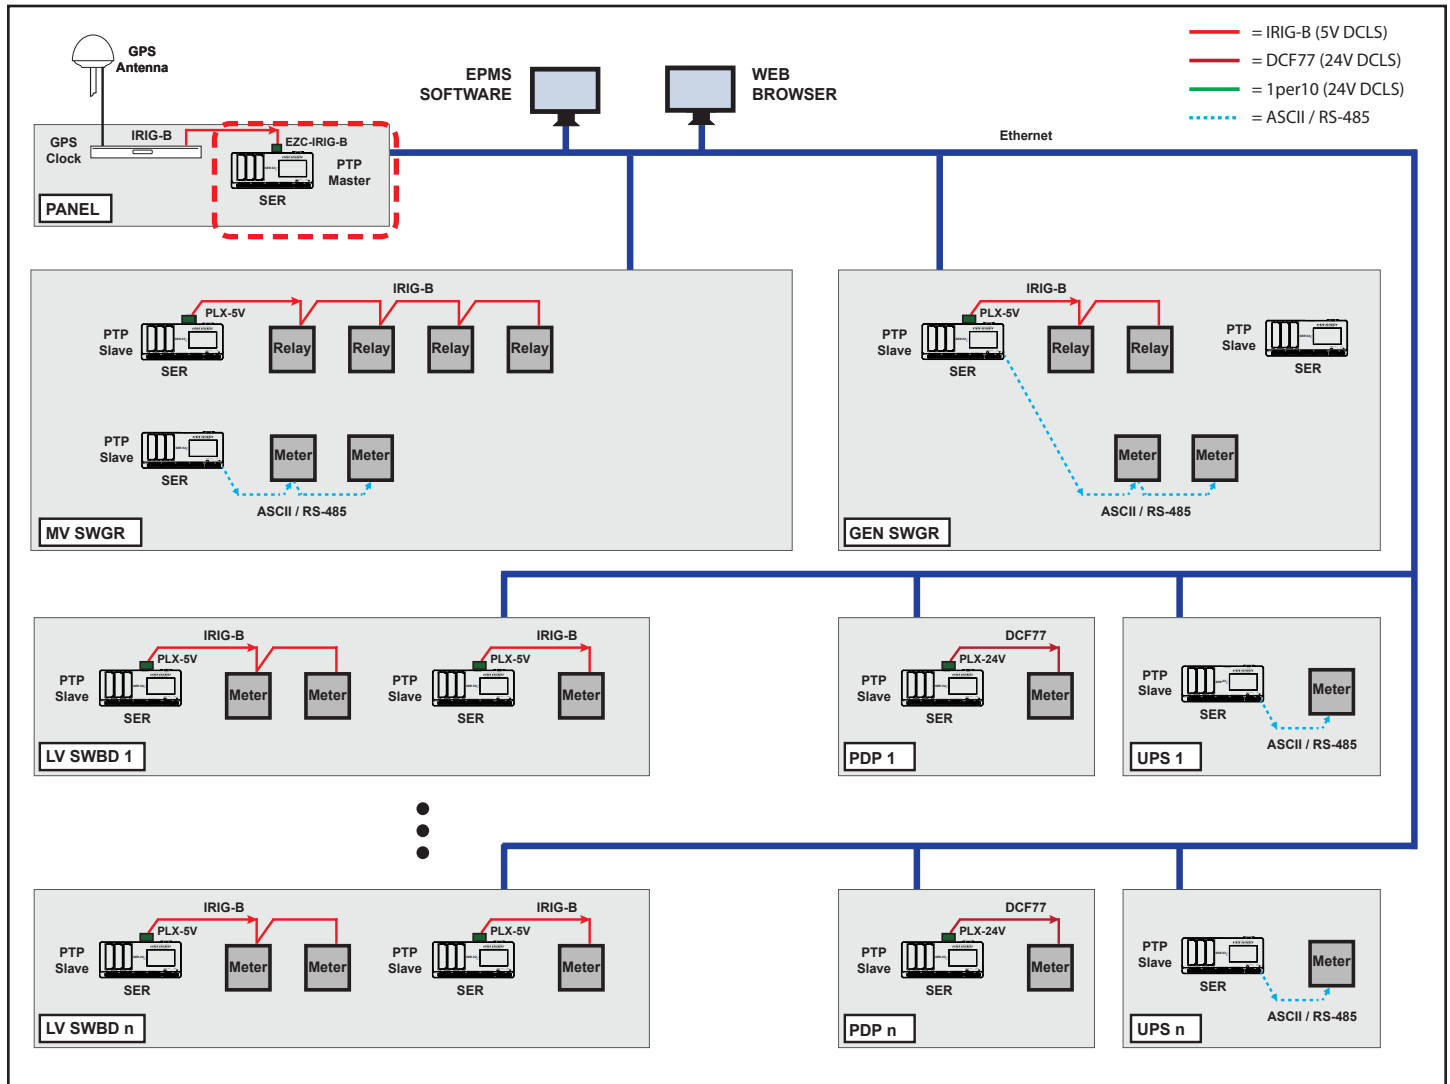 = IRIG-B (5V DCLS)
= DCF77 (24V DCLS)
= 1per10 (24V DCLS)
= ASCII / RS-485
GPS
Antenna
EPMS
SOFTWARE
WEB
BROWSER
Ethernet
GPS
Clock
IRIG-B
EZC-IRIG-B
PTP
Master
SER
PANEL
IRIG-B
PLX-5V
PTP
Slave
SER
Relay
Relay
Relay
Relay
PTP
Slave
SER
Meter
Meter
ASCII / RS-485
MV SWGR
IRIG-B
PLX-5V
PTP
Slave
SER
Relay
Relay
PTP
Slave
SER
Meter
Meter
ASCII / RS-485
GEN SWGR
IRIG-B
PLX-5V
PTP
Slave
SER
Meter
Meter
IRIG-B
PLX-5V
PTP
Slave
SER
Meter
LV SWBD 1
DCF77
PLX-24V
PTP
Slave
SER
Meter
PDP 1
PTP
Slave
SER
Meter
ASCII / RS-485
UPS 1
IRIG-B
PLX-5V
PTP
Slave
SER
Meter
Meter
IRIG-B
PLX-5V
PTP
Slave
SER
Meter
LV SWBD n
DCF77
PLX-24V
PTP
Slave
SER
Meter
PDP n
PTP
Slave
SER
Meter
ASCII / RS-485
UPS n